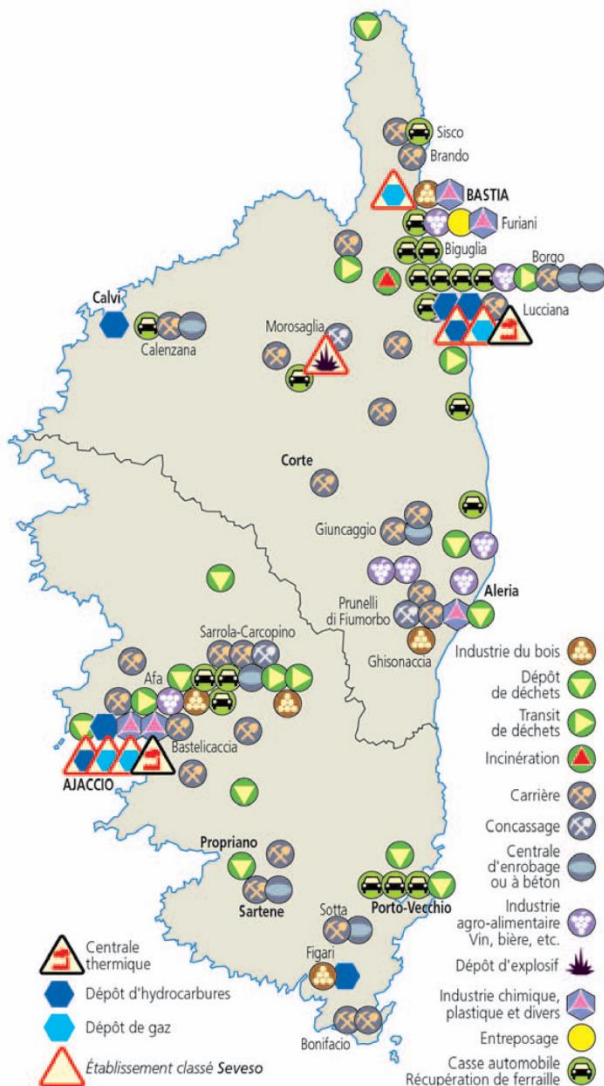 Sisco
Brando
BASTIA
Furiani
Biguglia
Borgo
Calvi
Lucciana
Morosaglia
Calenzana
Corte
Giuncaggio
Aleria
Prunelli
di Fiumorbo
Ghisonaccia
Sarrola-Carcopino
Afa
Bastelicaccia
AJACCIO
Propriano
Sartene
Porto-Vecchio
Sotta
Figari
Bonifacio
Industrie du bois
Dépôt
de déchets
Transit
de déchets
Incinération
Carrière
Concassage
Centrale
d'enrobage
ou à béton
Industrie
agro-alimentaire
Vin, bière, etc.
Dépôt d'explosif
Industrie chimique,
plastique et divers
Entreposage
Casse automobile
Récupération de ferraille
Centrale
thermique
Dépôt d'hydrocarbures
Dépôt de gaz
Établissement classé Seveso